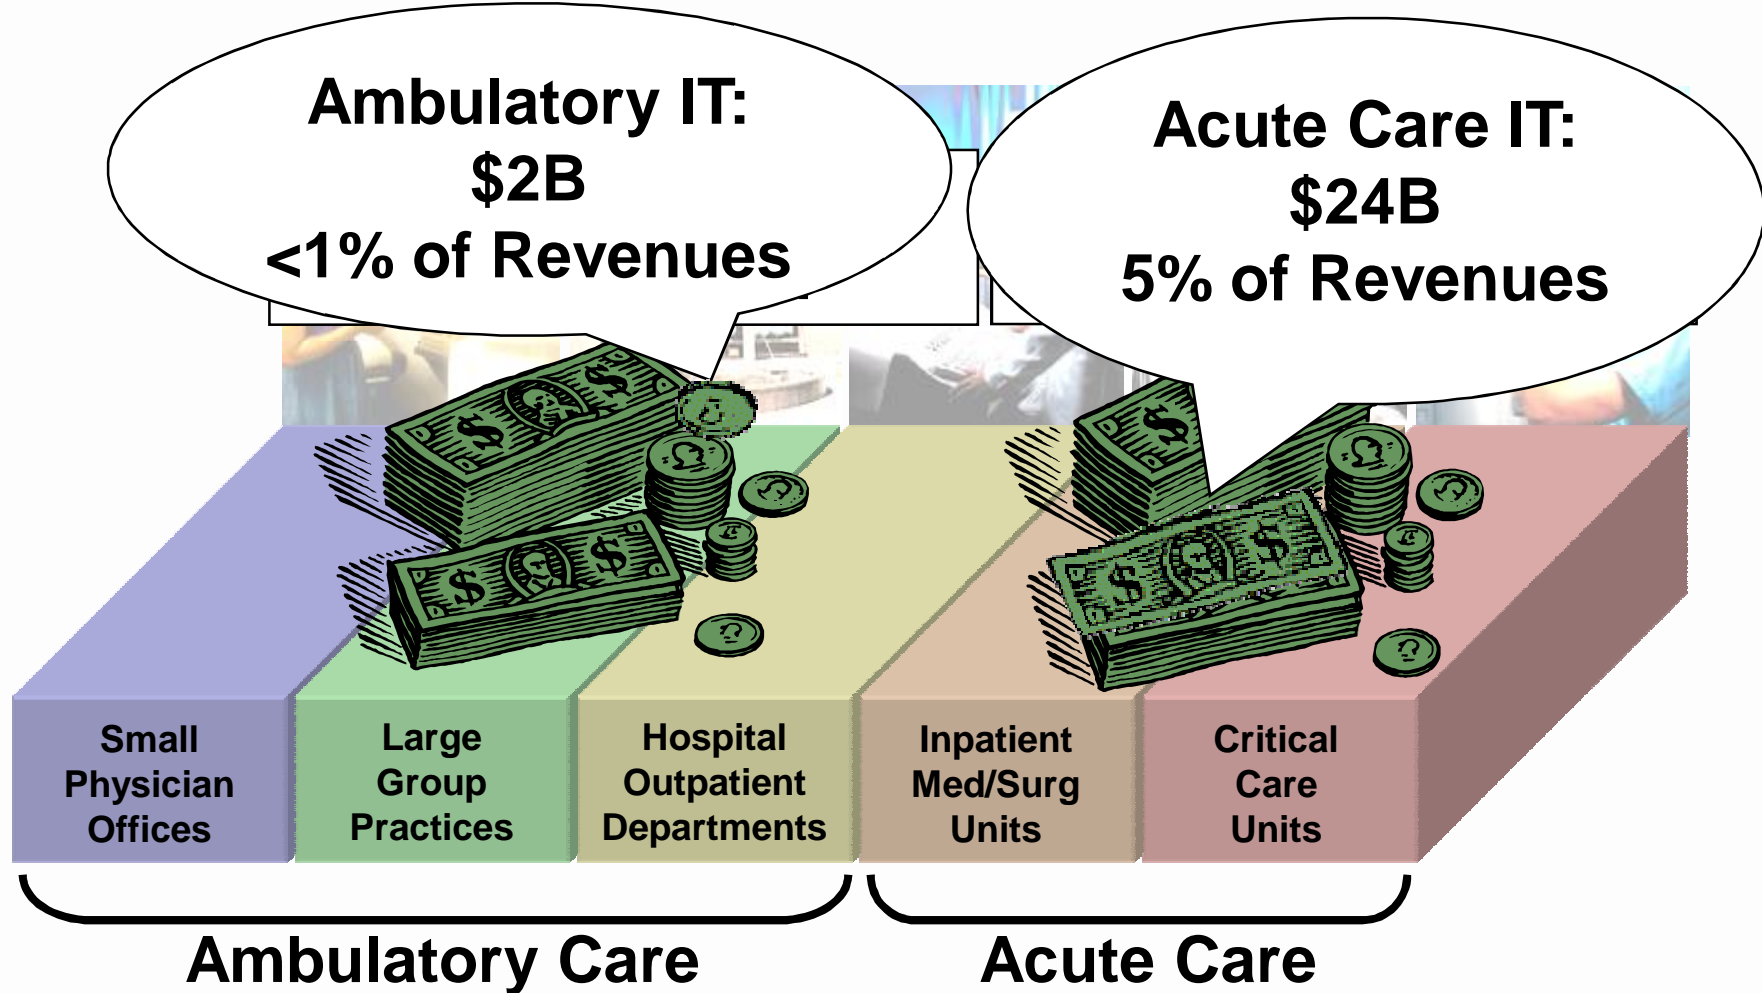 Ambulatory IT:
$2B
<1% of Revenues
Acute Care IT:
$24B
5% of Revenues
Small
Physician
Offices
Large
Group
Practices
Hospital
Outpatient
Departments
Inpatient
Med/Surg
Units
Critical
Care
Units
Ambulatory Care
Acute Care